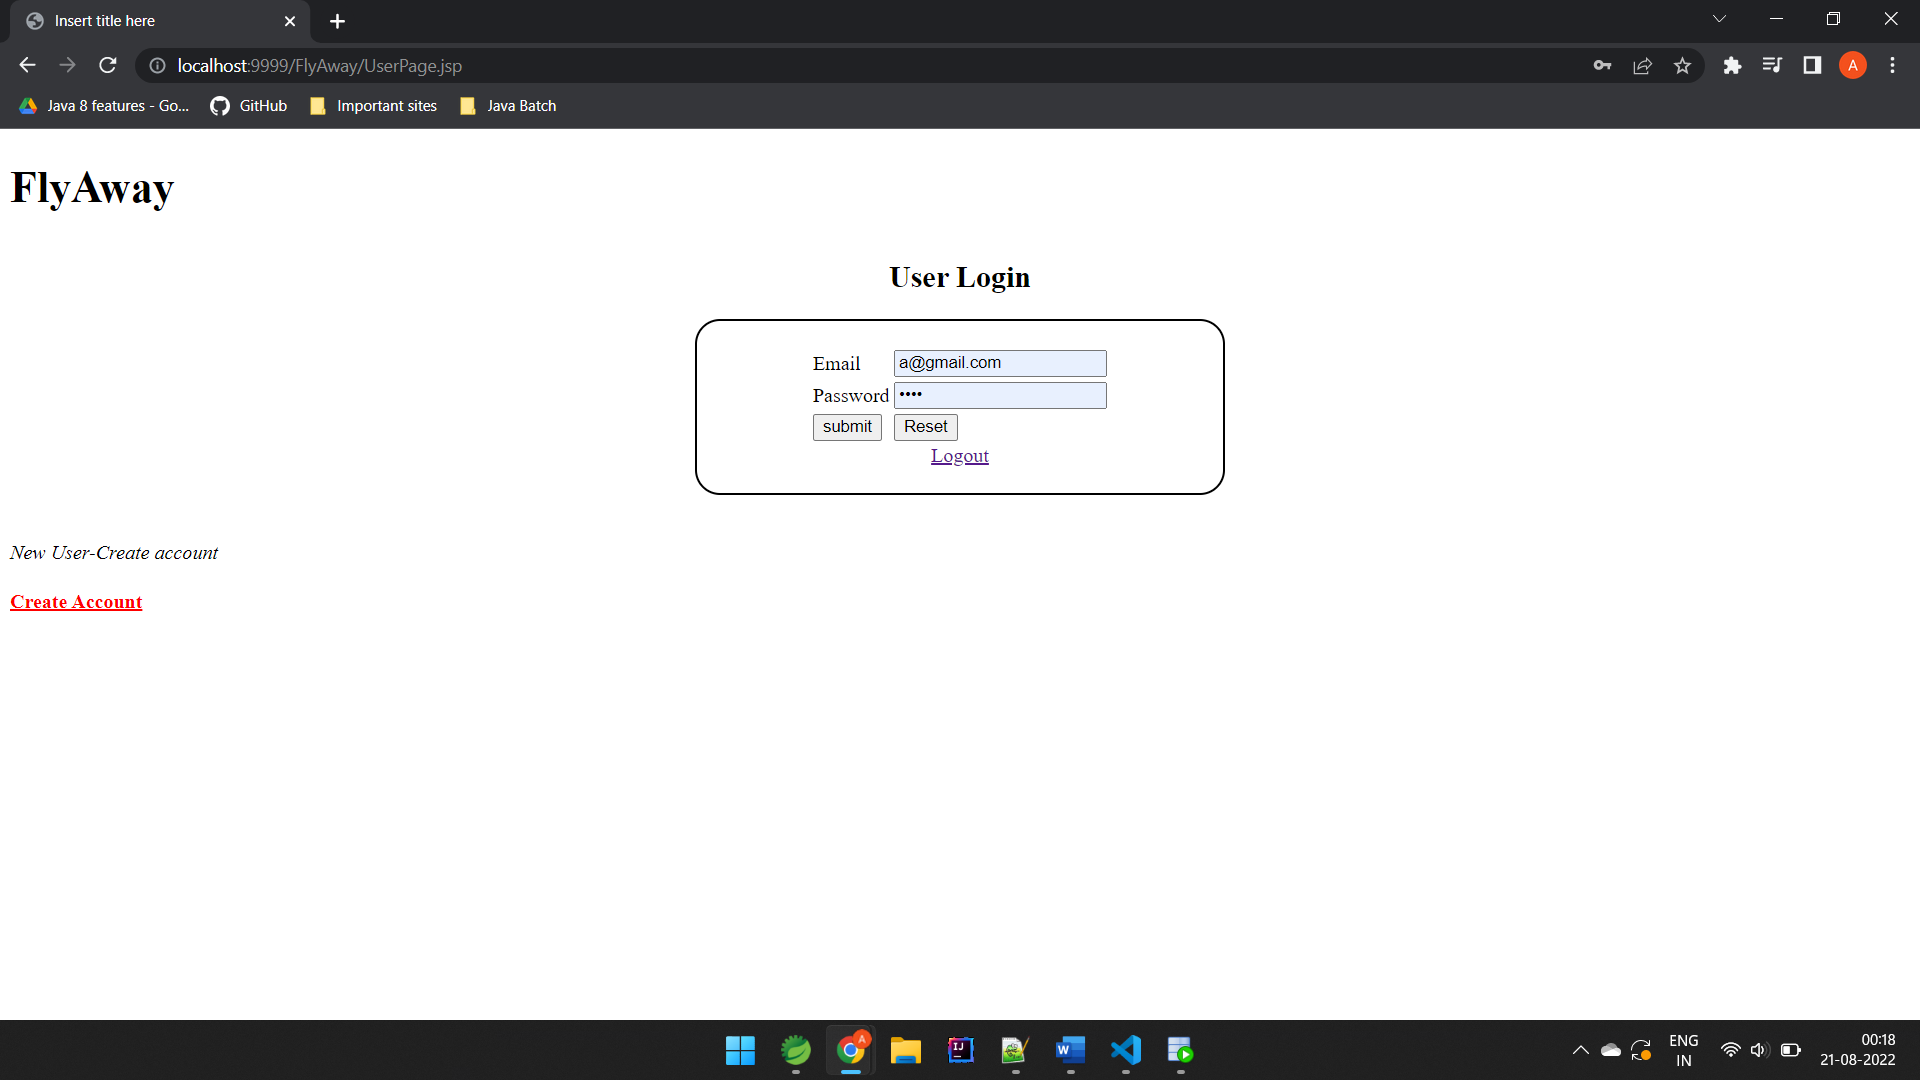 Insert title here
localhost:9999/FlyAway/UserPage.jsp
A
Java 8 features - Go... GitHub Important sites Java Batch
FlyAway
User Login
Email a@gmail.com
Password ••••
submit Reset
Logout
New User-Create account
Create Account
A
IJ
W
ENG
IN
00:18
21-08-2022